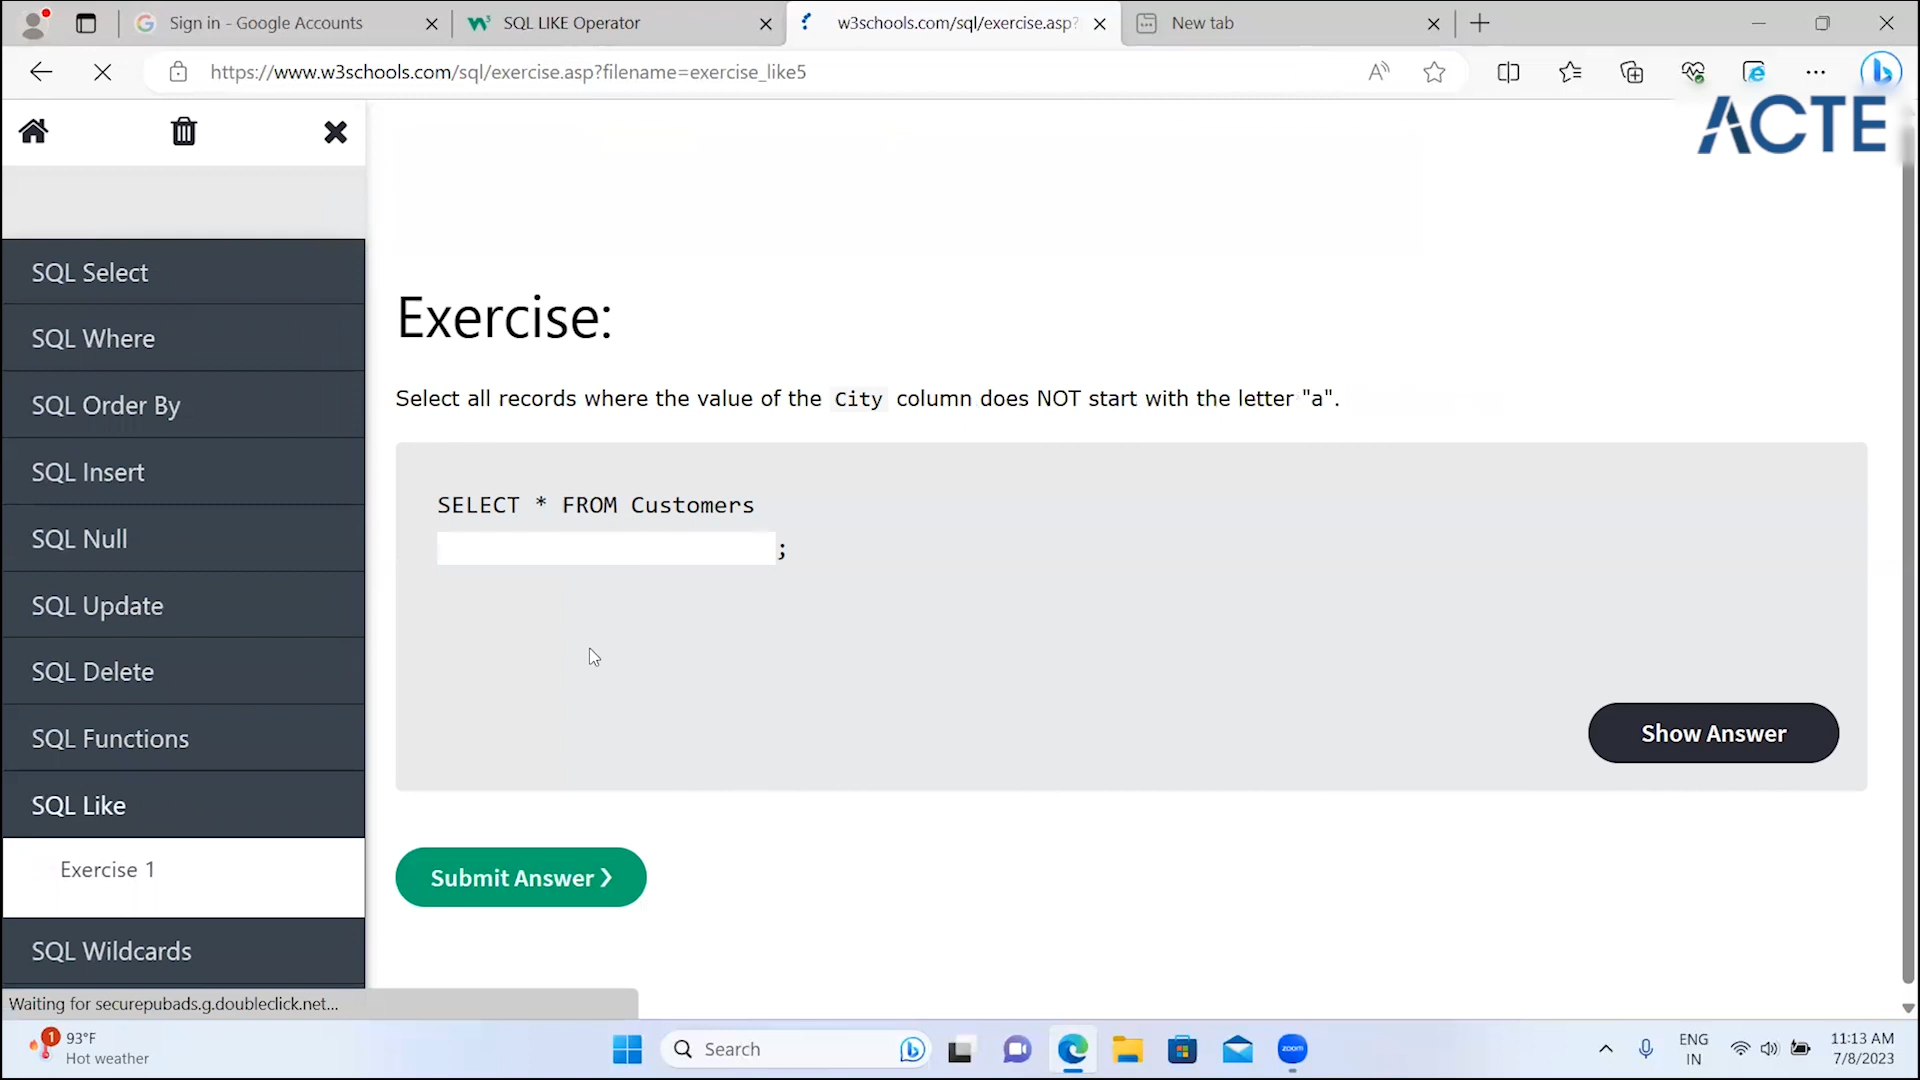 Sign in - Google Accounts
SQL LIKE Operator
w3schools.com/sql/exercise.asp?
New tab
https://www.w3schools.com/sql/exercise.asp?filename=exercise_like5
ACTE
SQL Select
SQL Where
SQL Order By
SQL Insert
SQL Null
SQL Update
SQL Delete
SQL Functions
SQL Like
Exercise 1
SQL Wildcards
Exercise:
Select all records where the value of the City column does NOT start with the letter "a".
SELECT * FROM Customers
;
Show Answer
Submit Answer ❯
Waiting for securepubads.g.doubleclick.net...
1
93°F
Hot weather
Search
zoom
ENG
IN
11:13 AM
7/8/2023